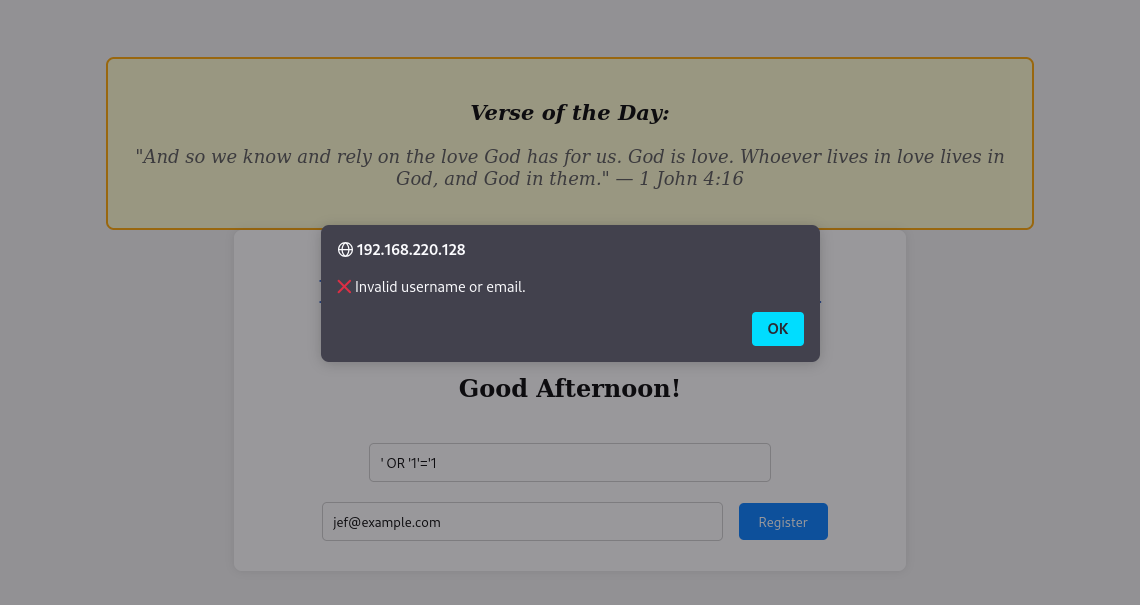 Verse of the Day:
"And so we know and rely on the love God has for us. God is love. Whoever lives in love lives in
God, and God in them." — 1 John 4:16
192.168.220.128
❌ Invalid username or email.
OK
Good Afternoon!
' OR '1'='1
jef@example.com
Register